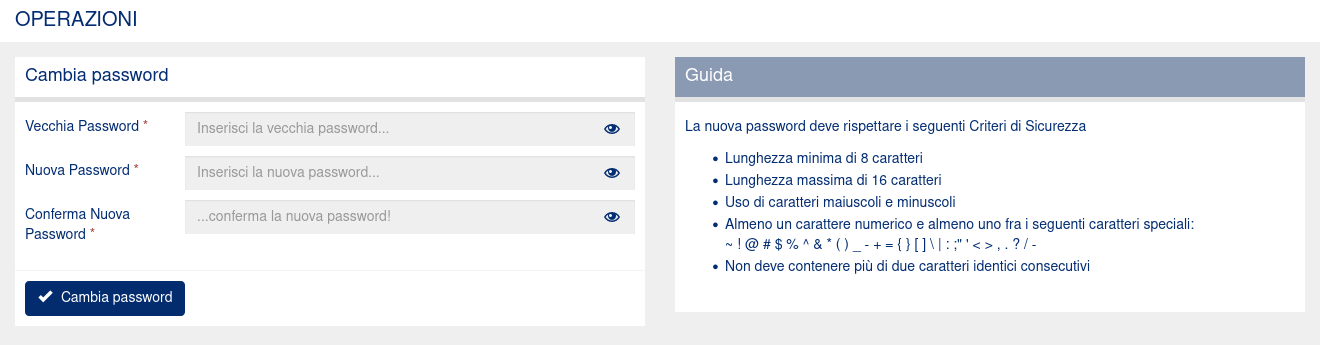 OPERAZIONI
Cambia password
Vecchia Password *
Inserisci la vecchia password...
Nuova Password *
Inserisci la nuova password...
Conferma Nuova
Password *
...conferma la nuova password!
Cambia password
Guida
La nuova password deve rispettare i seguenti Criteri di Sicurezza
• Lunghezza minima di 8 caratteri
• Lunghezza massima di 16 caratteri
• Uso di caratteri maiuscoli e minuscoli
• Almeno un carattere numerico e almeno uno fra i seguenti caratteri speciali:
~ ! @ # $ % ^ & * ( ) _ - + = { } [ ] \ | : ;" ' < > , . ? / -
• Non deve contenere più di due caratteri identici consecutivi